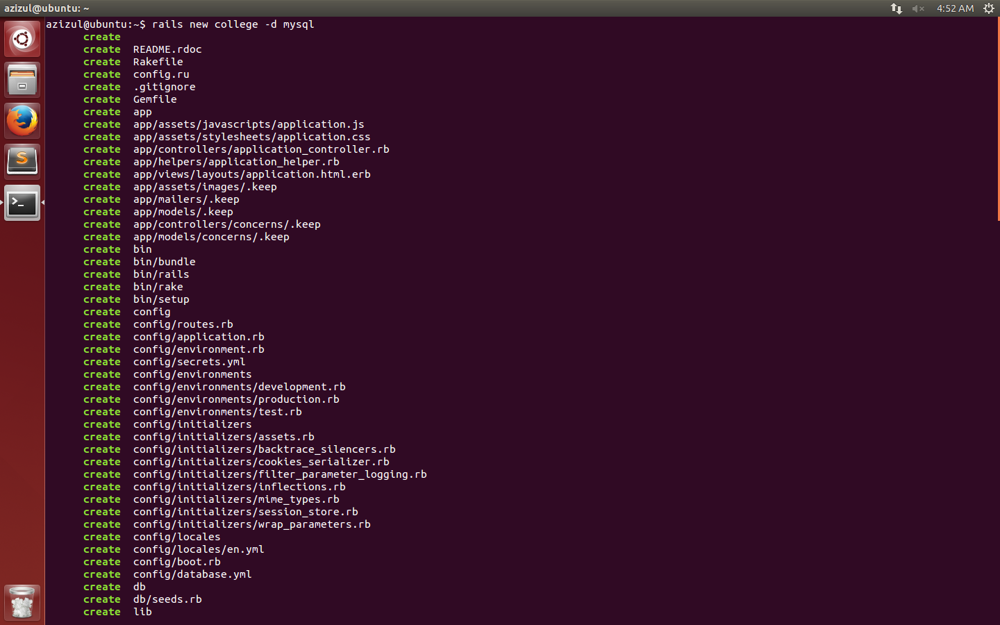 azizul@ubuntu: ~
4:52 AM
azizul@ubuntu:~$ rails new college -d mysql
create
create README.rdoc
create Rakefile
create config.ru
create .gitignore
create Gemfile
create app
create app/assets/javascripts/application.js
create app/assets/stylesheets/application.css
create app/controllers/application_controller.rb
create app/helpers/application_helper.rb
create app/views/layouts/application.html.erb
create app/assets/images/.keep
create app/mailers/.keep
create app/models/.keep
create app/controllers/concerns/.keep
create app/models/concerns/.keep
create bin
create bin/bundle
create bin/rails
create bin/rake
create bin/setup
create config
create config/routes.rb
create config/application.rb
create config/environment.rb
create config/secrets.yml
create config/environments
create config/environments/development.rb
create config/environments/production.rb
create config/environments/test.rb
create config/initializers
create config/initializers/assets.rb
create config/initializers/backtrace_silencers.rb
create config/initializers/cookies_serializer.rb
create config/initializers/filter_parameter_logging.rb
create config/initializers/inflections.rb
create config/initializers/mime_types.rb
create config/initializers/session_store.rb
create config/initializers/wrap_parameters.rb
create config/locales
create config/locales/en.yml
create config/boot.rb
create config/database.yml
create db
create db/seeds.rb
create lib